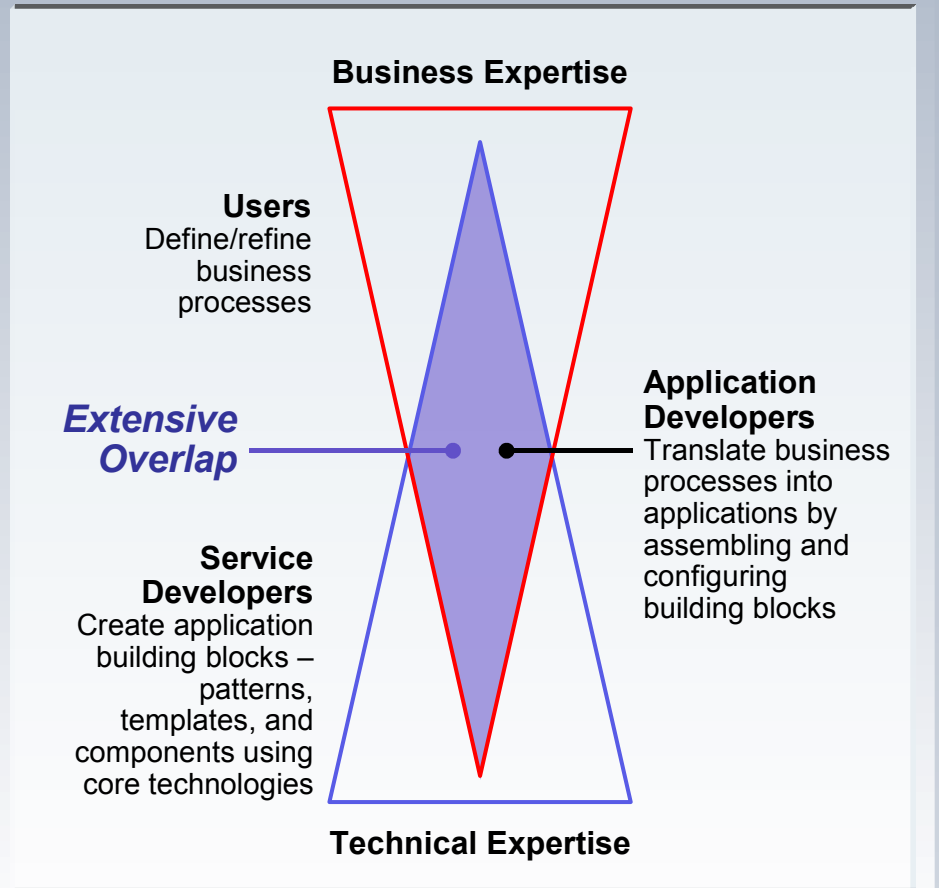 Business Expertise
Users
Define/refine
business
processes
Extensive
Overlap
Application
Developers
Translate business
processes into
applications by
assembling and
configuring
building blocks
Service
Developers
Create application
building blocks –
patterns,
templates, and
components using
core technologies
Technical Expertise